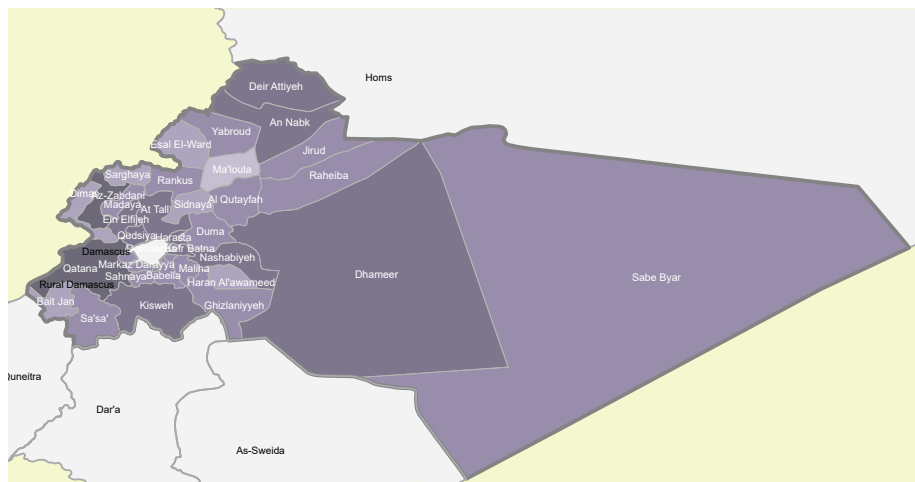 Homs
Deir Attiyeh
An Nabk
Yabroud
Esal El-Ward
Jirud
Ma'loula
Raheiba
Sarghaya
Rankus
Dimas
Az-Zabdani
Madaya
At Tall
Sidnaya
Al Qutayfah
Ein Elfijeh
Qudsiya
Harasta
Duma
Damascus
Kafr Batna
Nashabiyeh
Qatana
Markaz Darayya
Maliha
Sahnaya
Babella
Haran Al'awameed
Rural Damascus
Dhameer
Sabe Byar
Bait Jan
Kisweh
Ghizlaniyyeh
Sa'sa'
Quneitra
Dar'a
As-Sweida